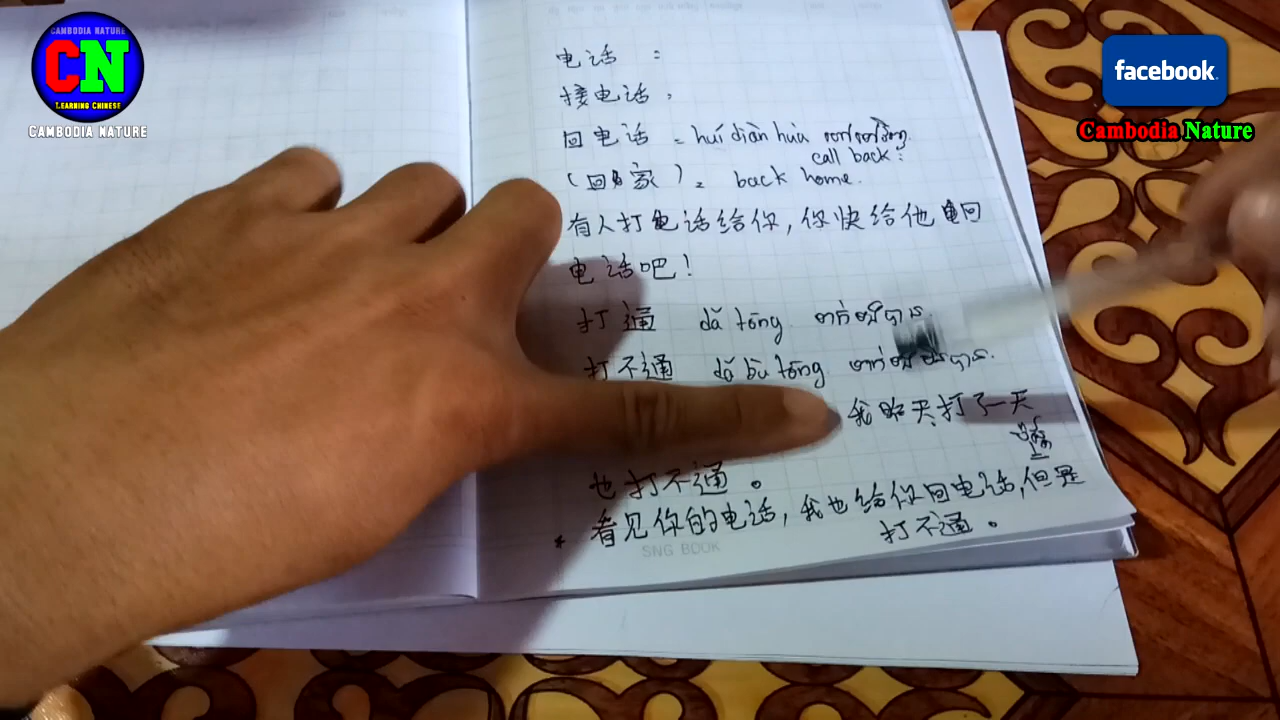 CAMBODIA NATURE
CN
LEARNING CHINESE
CAMBODIA NATURE
facebook
Cambodia Nature
电话 :
接电话,
回电话 = huí diàn huà
call back:
(回家) = back home.
有人打电话给你,你快给他回
电话吧!
打通 dǎ tōng ចាក់
打不通 dǎ bù tōng ចាក់
我昨天打了一天
也打不通。
* 看见你的电话,我也给你回电话,但是
打不通。
SNG BOOK